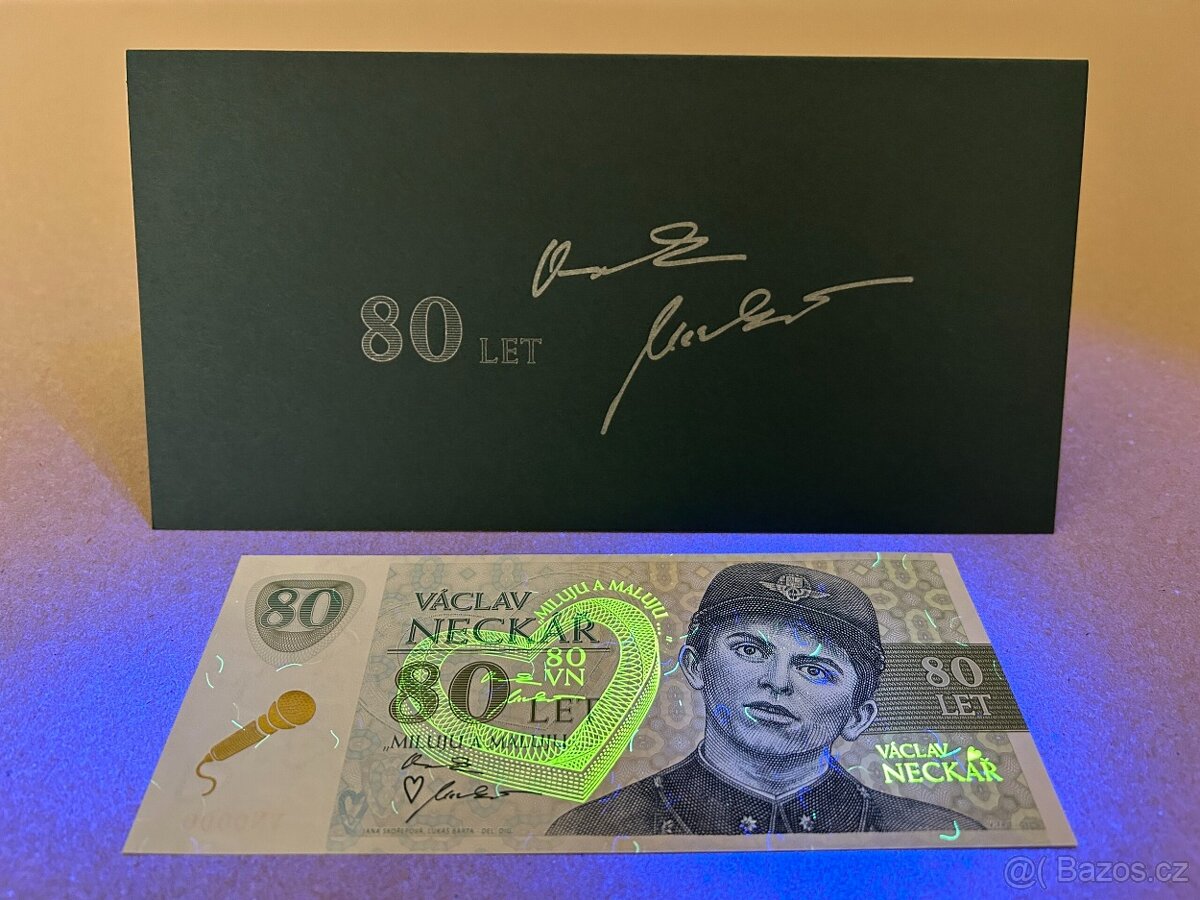 80 LET
80
VÁCLAV
NECKÁŘ
80 LET
„MILUJU A MALUJU
MILUJU A MALUJU „
80
VN
80
LET
VÁCLAV
NECKÁŘ
JANA SKOŘEPOVÁ, LUKÁŠ BÁRTA DEL. DIG.
@( Bazos.cz